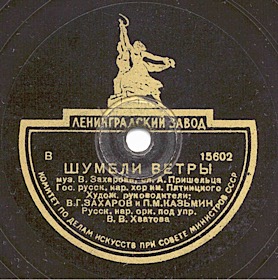 ЛЕНИНГРАДСКИЙ ЗАВОД
В 15602
ШУМЕЛИ ВЕТРЫ
муз. В. Захарова, сл. А. Пришельца
Гос. русск. нар. хор им. Пятницкого
Худож. руководители:
В.Г.ЗАХАРОВ и П.М.КАЗЬМИН,
Русск. нар. орк. под упр.
В. В. Хватова
КОМИТЕТ ПО ДЕЛАМ ИСКУССТВ ПРИ СОВЕТЕ МИНИСТРОВ СССР